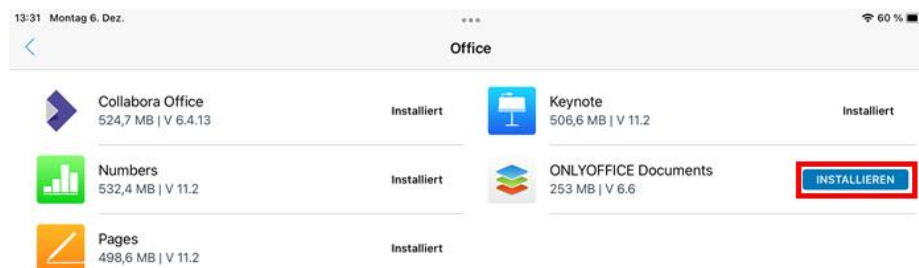 13:31 Montag 6. Dez.
60 %
Office
Collabora Office
524,7 MB | V 6.4.13
Installiert
Keynote
506,6 MB | V 11.2
Installiert
Numbers
532,4 MB | V 11.2
Installiert
ONLYOFFICE Documents
253 MB | V 6.6
INSTALLIEREN
Pages
498,6 MB | V 11.2
Installiert